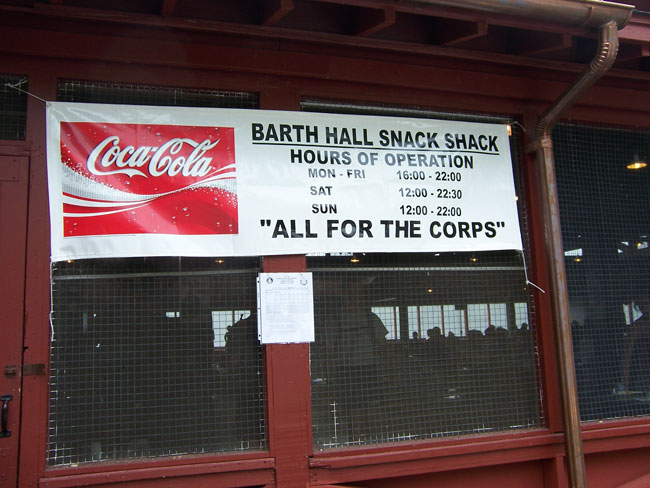 Coca-Cola
BARTH HALL SNACK SHACK
HOURS OF OPERATION
MON - FRI 16:00 - 22:00
SAT 12:00 - 22:30
SUN 12:00 - 22:00
"ALL FOR THE CORPS"